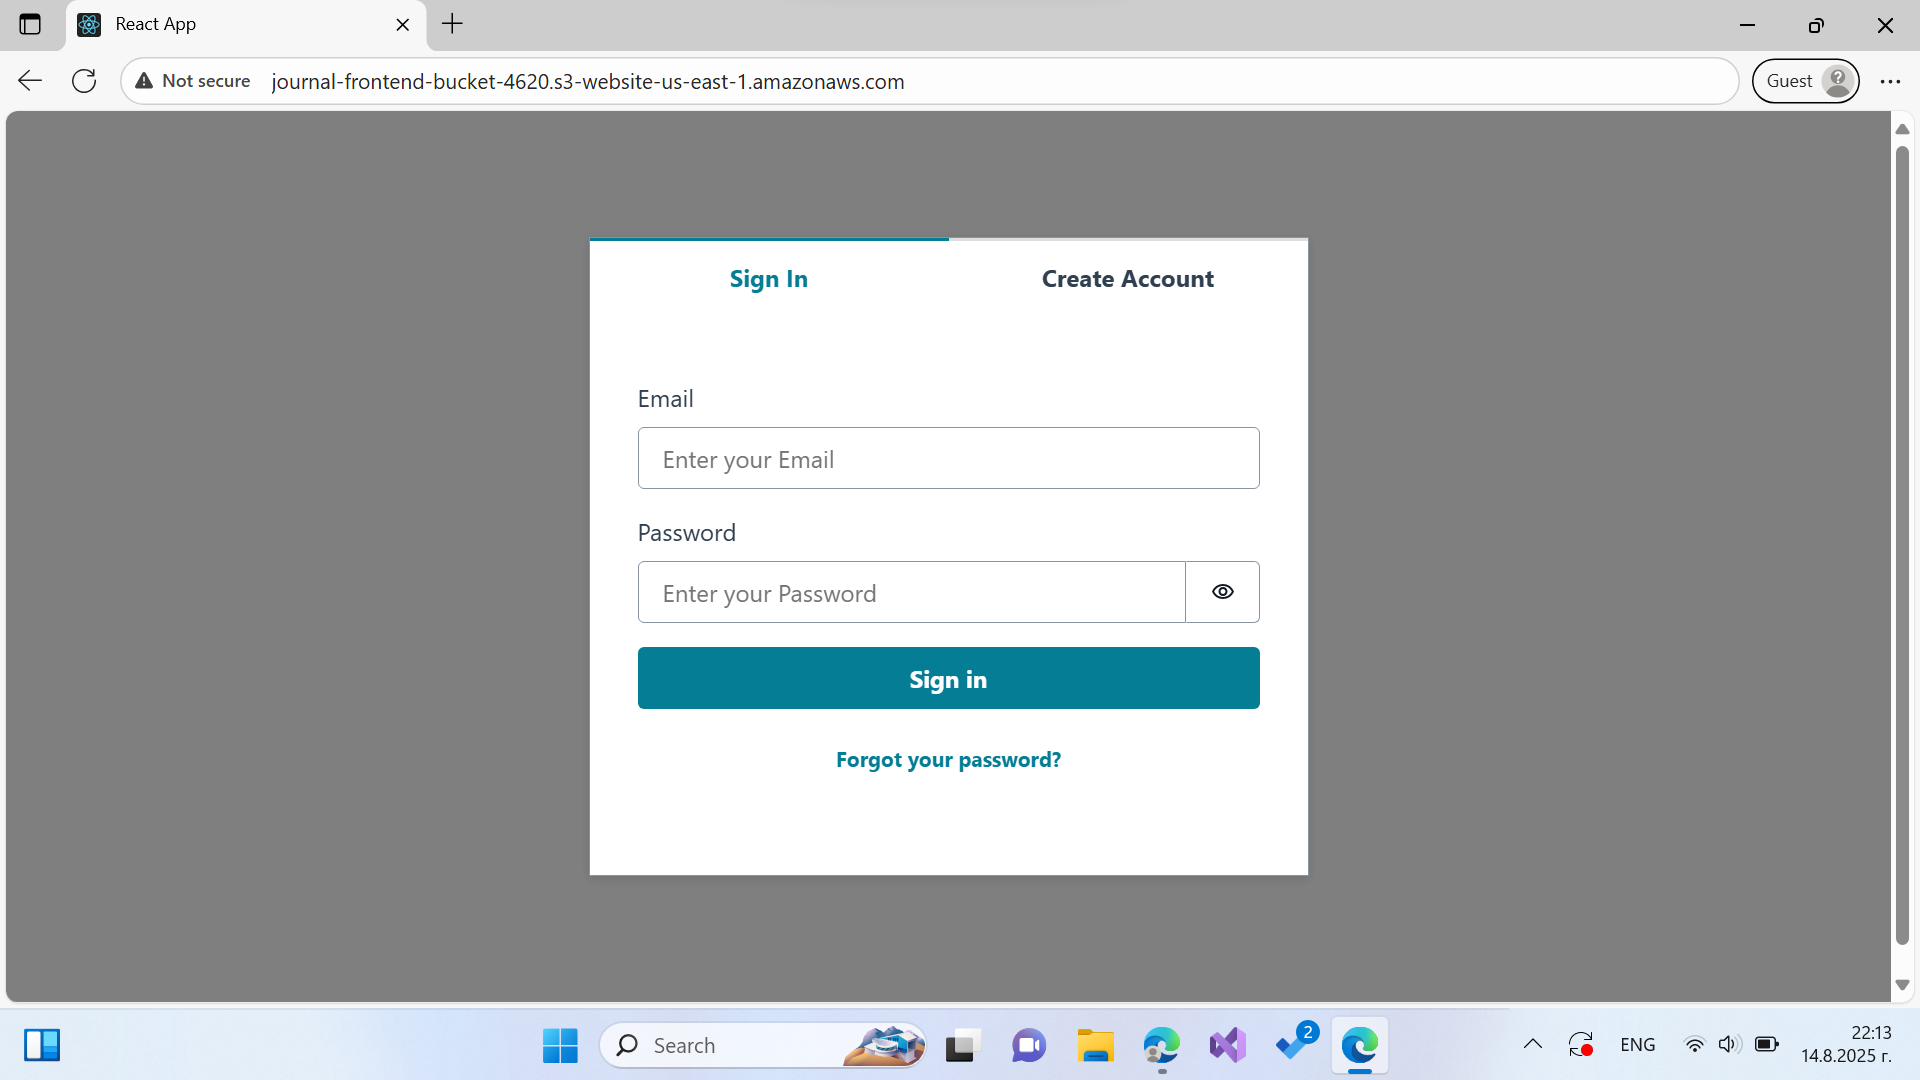 React App
Not secure journal-frontend-bucket-4620.s3-website-us-east-1.amazonaws.com Guest
Sign In Create Account
Email
Enter your Email
Password
Enter your Password
Sign in
Forgot your password?
Search 2 ENG 22:13
14.8.2025 г.